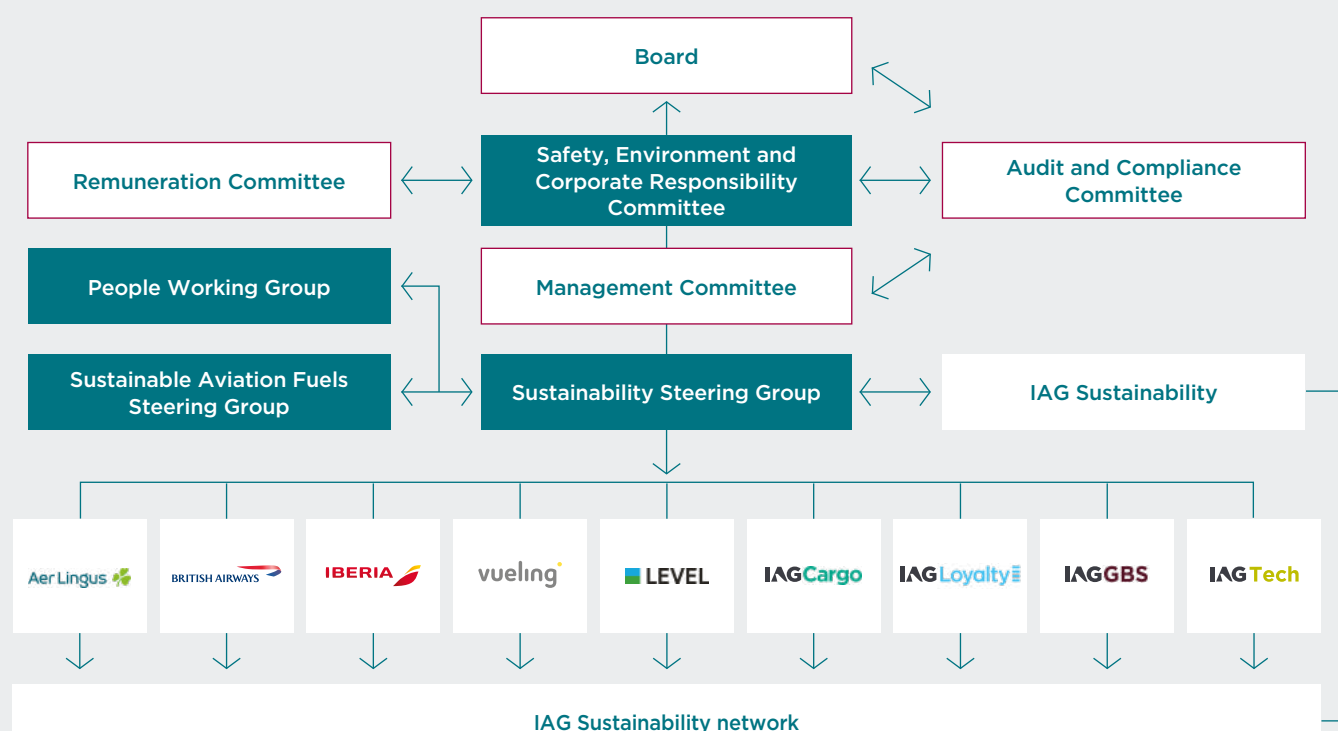 Board
Remuneration Committee
Safety, Environment and
Corporate Responsibility
Committee
Audit and Compliance
Committee
People Working Group
Management Committee
Sustainable Aviation Fuels
Steering Group
Sustainability Steering Group
IAG Sustainability
Aer Lingus
BRITISH AIRWAYS
IBERIA
vueling
LEVEL
IAGCargo
IAGLoyalty
IAGGBS
IAGTech
IAG Sustainability network